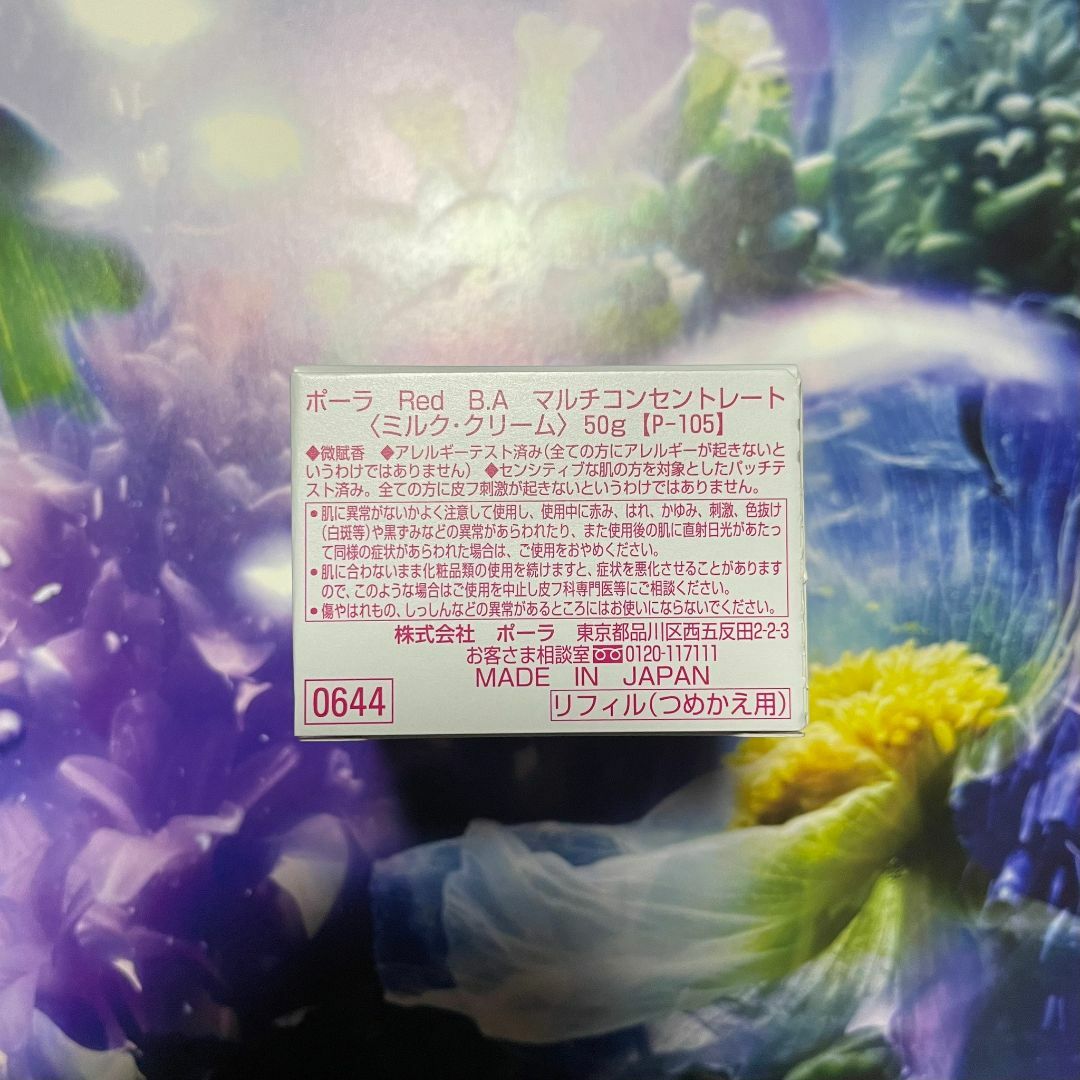 ポーラ Red B.A マルチコンセントレート
〈ミルク・クリーム〉50g【P-105】
◆微賦香 ◆アレルギーテスト済み(全ての方にアレルギーが起きないと
いうわけではありません) ◆センシティブな肌の方を対象としたパッチテ
スト済み。全ての方に皮フ刺激が起きないというわけではありません。
● 肌に異常がないかよく注意して使用し、使用中に赤み、はれ、かゆみ、刺激、色抜け
(白斑等)や黒ずみなどの異常があらわれたり、また使用後の肌に直射日光があたっ
て同様の症状があらわれた場合は、ご使用をおやめください。
● 肌に合わないまま化粧品類の使用を続けますと、症状を悪化させることがあります
ので、このような場合はご使用を中止し皮フ科専門医等にご相談ください。
● 傷やはれもの、しっしんなどの異常があるところにはお使いにならないでください。
株式会社 ポーラ 東京都品川区西五反田2-2-3
お客さま相談室 0120-117111
MADE IN JAPAN
0644
リフィル(つめかえ用)